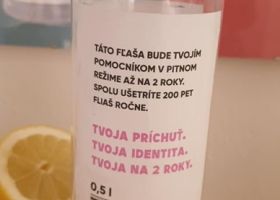 TÁTO FĽAŠA BUDE TVOJÍM
POMOCNÍKOM V PITNOM
REŽIME AŽ NA 2 ROKY.
SPOLU UŠETRÍTE 200 PET
FLIAŠ ROČNE.
TVOJA PRÍCHUŤ.
TVOJA IDENTITA.
TVOJA NA 2 ROKY.
0,5 l